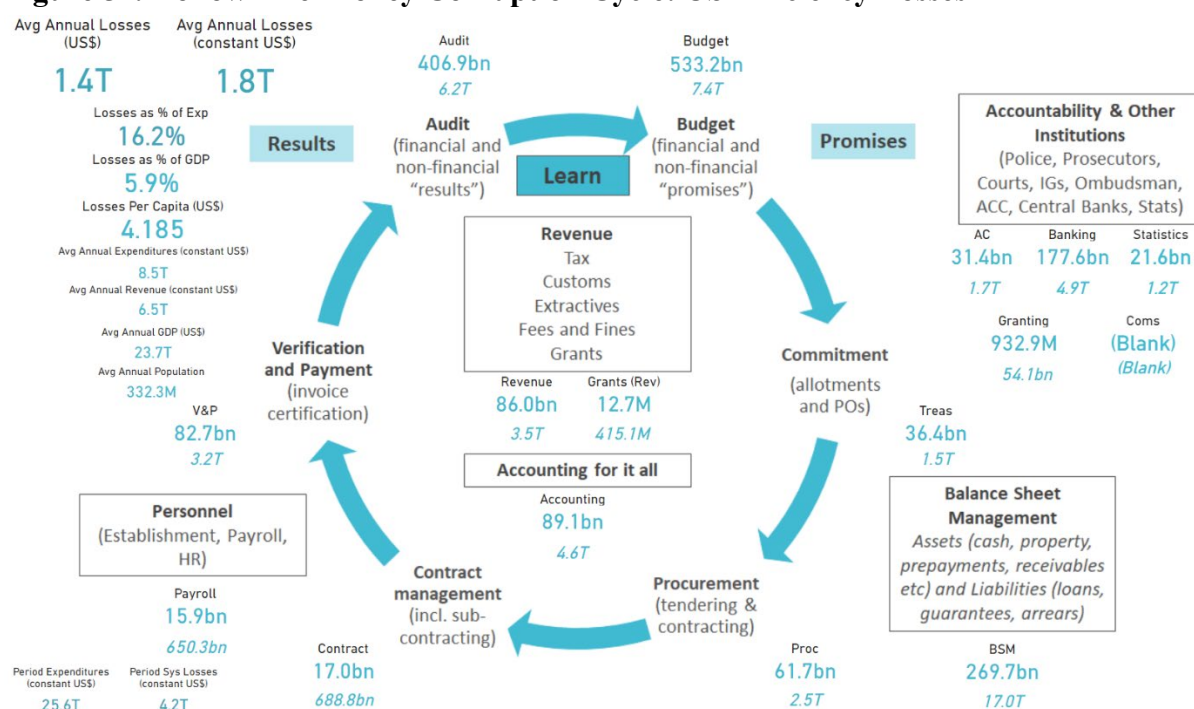 Avg Annual Losses
(US$)
1.4T
Avg Annual Losses
(constant US$)
1.8T
Losses as % of Exp
16.2%
Losses as % of GDP
5.9%
Losses Per Capita (US$)
4.185
Avg Annual Expenditures (constant US$)
8.5T
Avg Annual Revenue (constant US$)
6.5T
Avg Annual GDP (US$)
23.7T
Avg Annual Population
332.3M
Results
Audit
406.9bn
6.2T
Audit
(financial and
non-financial
“results”)
Learn
Budget
533.2bn
7.4T
Budget
(financial and
non-financial
“promises”)
Promises
Accountability & Other
Institutions
(Police, Prosecutors,
Courts, IGs, Ombudsman,
ACC, Central Banks, Stats)
AC
31.4bn
1.7T
Banking
177.6bn
4.9T
Statistics
21.6bn
1.2T
Granting
932.9M
54.1bn
Coms
(Blank)
(Blank)
Revenue
Tax
Customs
Extractives
Fees and Fines
Grants
Revenue
86.0bn
3.5T
Grants (Rev)
12.7M
415.1M
Accounting for it all
Accounting
89.1bn
4.6T
Commitment
(allotments
and POs)
Treas
36.4bn
1.5T
Balance Sheet
Management
Assets (cash, property,
prepayments, receivables
etc) and Liabilities (loans,
guarantees, arrears)
BSM
269.7bn
17.0T
Procurement
(tendering &
contracting)
Proc
61.7bn
2.5T
Contract
management
(incl. sub-
contracting)
Contract
17.0bn
688.8bn
Verification
and Payment
(invoice
certification)
V&P
82.7bn
3.2T
Personnel
(Establishment, Payroll,
HR)
Payroll
15.9bn
650.3bn
Period Expenditures
(constant US$)
25.6T
Period Sys Losses
(constant US$)
4.2T